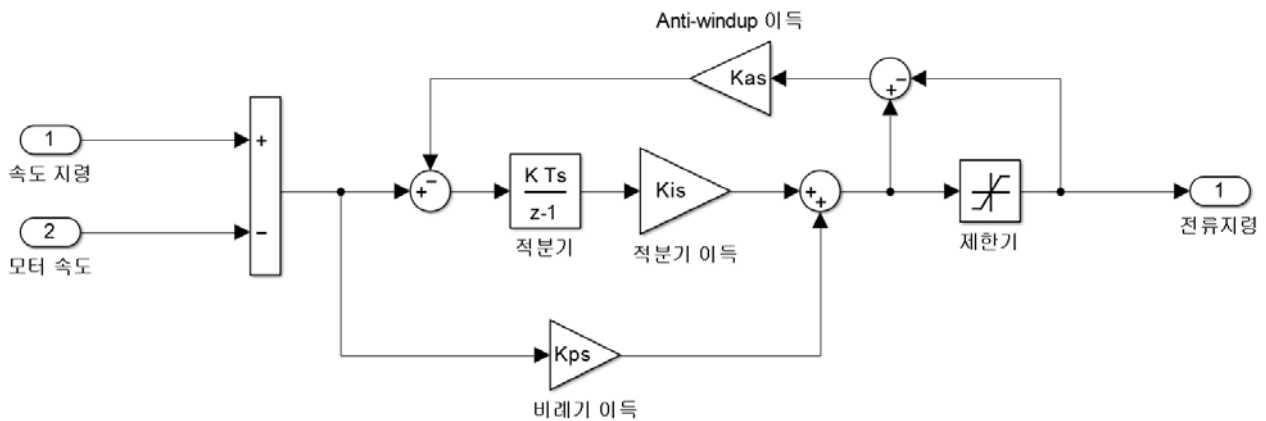 Anti-windup 이득
Kas
1
속도 지령
2
모터 속도
K Ts
z-1
적분기
Kis
적분기 이득
제한기
1
전류지령
Kps
비례기 이득